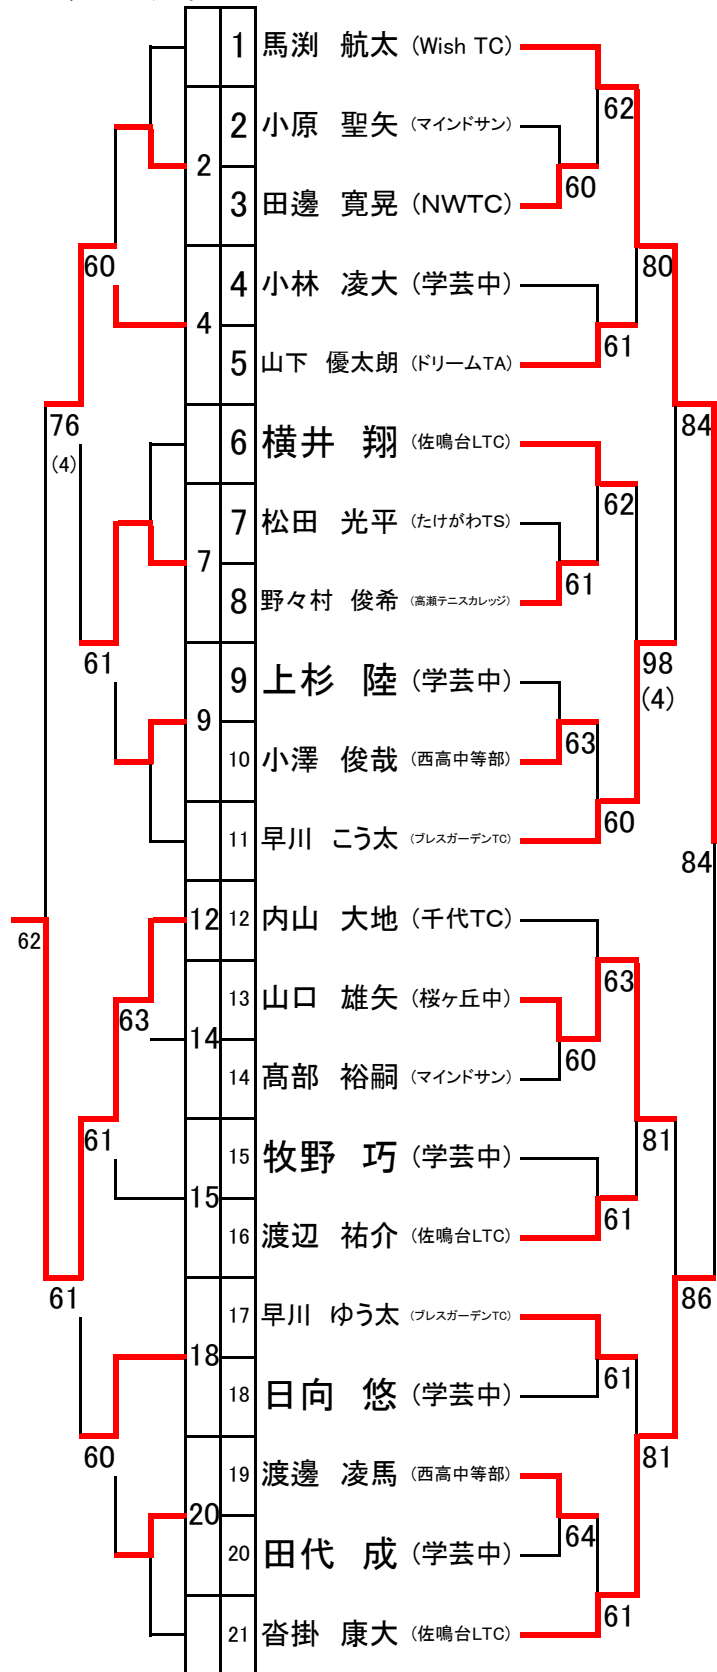 1 馬渕 航太 (Wish TC)
62
2 小原 聖矢 (マインドサン)
2
60
3 田邊 寛晃 (NWTC)
60
80
4 小林 凌大 (学芸中)
4
61
5 山下 優太朗 (ドリームTA)
76
(4)
84
6 横井 翔 (佐鳴台LTC)
62
7 松田 光平 (たけがわTS)
7
61
8 野々村 俊希 (高瀬テニスカレッジ)
61
98
(4)
9 上杉 陸 (学芸中)
9
63
10 小澤 俊哉 (西高中等部)
60
11 早川 こう太 (ブレスガーデンTC)
84
12
12 内山 大地 (千代TC)
62
63
13 山口 雄矢 (桜ヶ丘中)
63
14
60
14 髙部 裕嗣 (マインドサン)
61
81
15 牧野 巧 (学芸中)
15
61
16 渡辺 祐介 (佐鳴台LTC)
61
86
17 早川 ゆう太 (ブレスガーデンTC)
18
61
18 日向 悠 (学芸中)
60
81
19 渡邊 凌馬 (西高中等部)
20
64
20 田代 成 (学芸中)
61
21 沓掛 康大 (佐鳴台LTC)